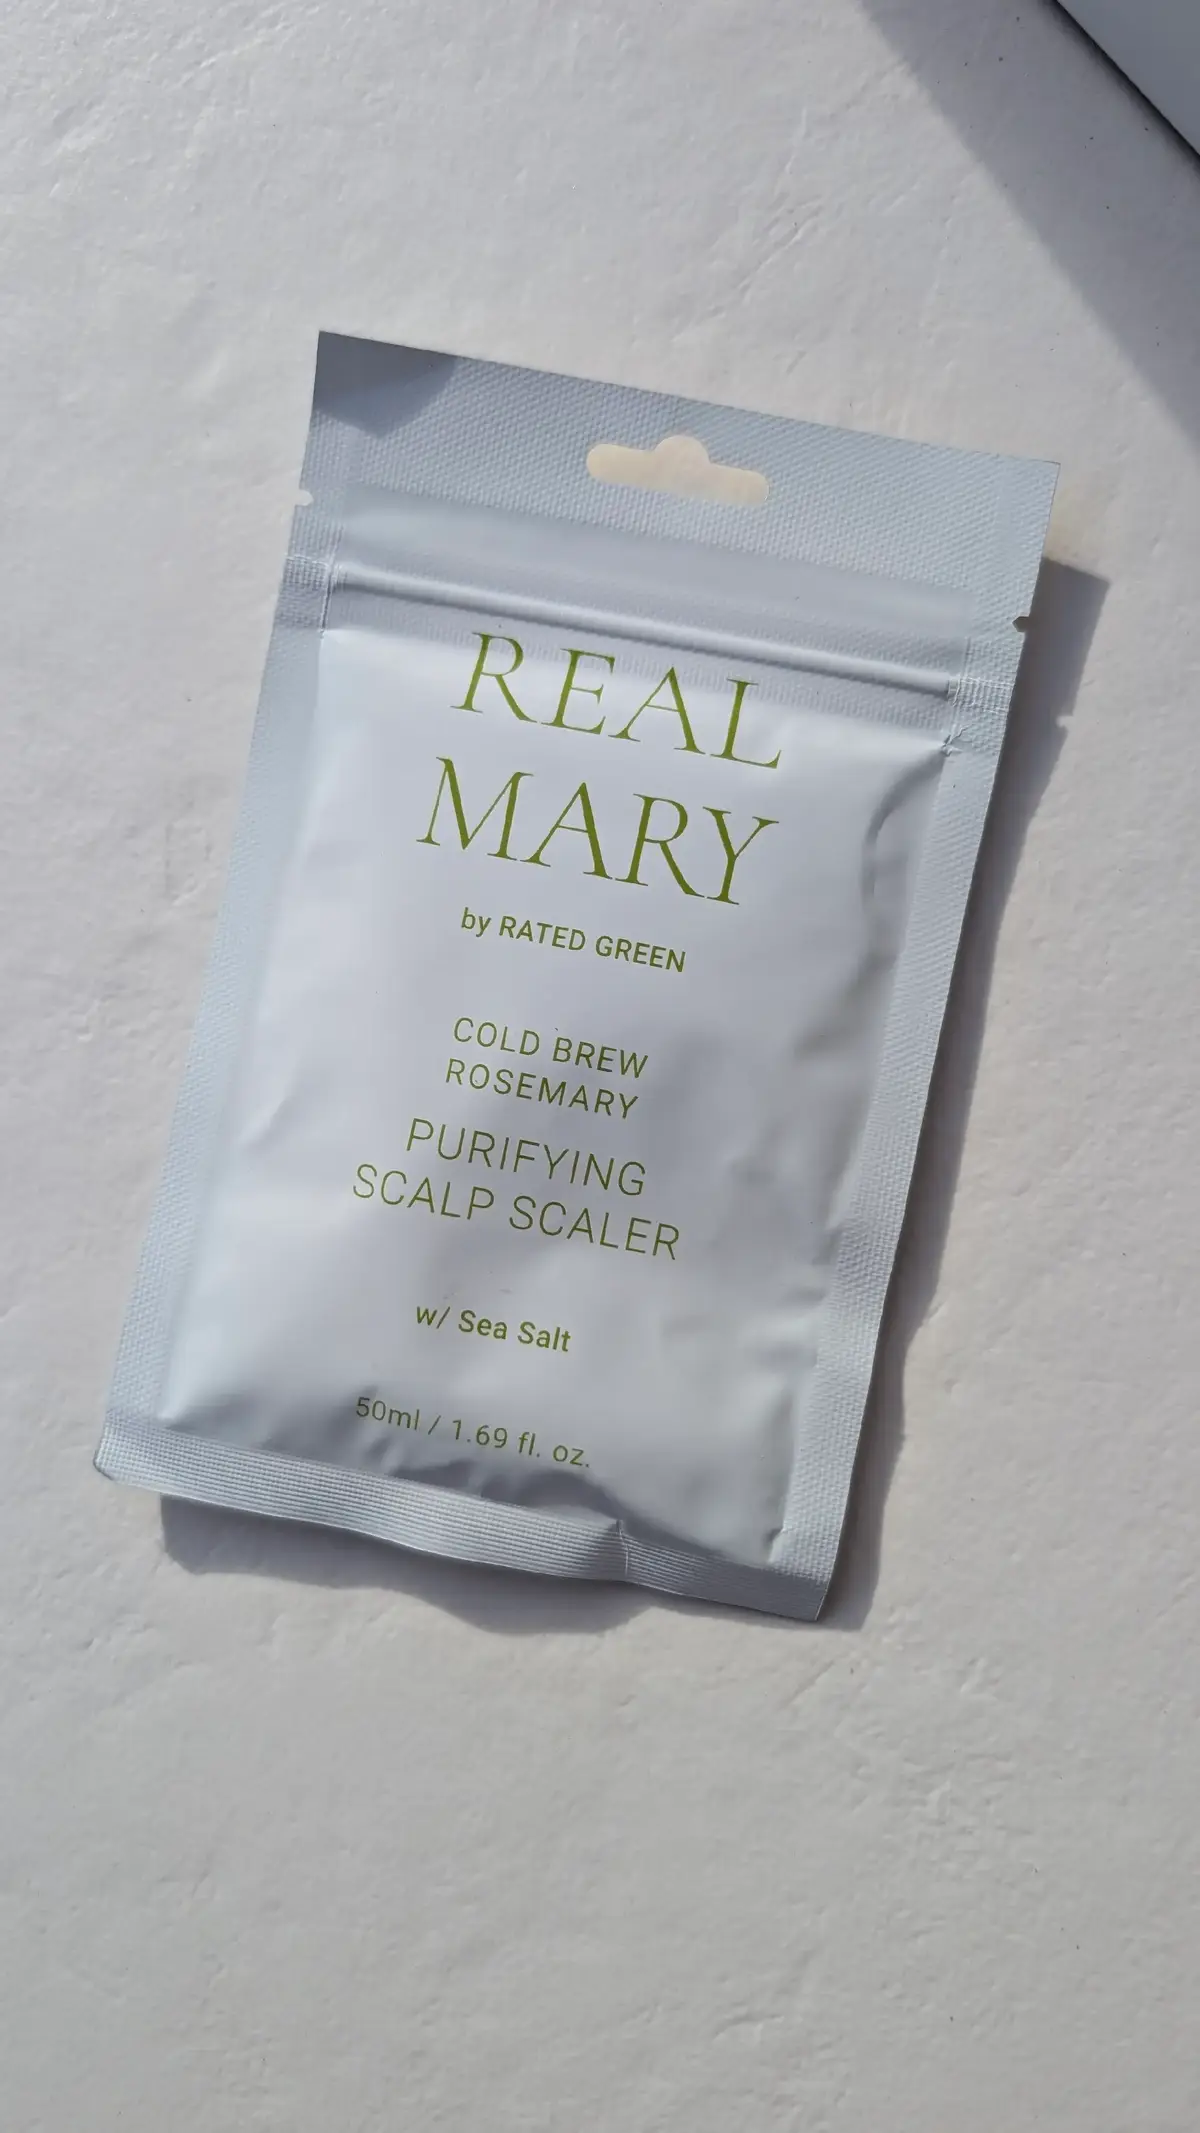 REAL
MARY
by RATED GREEN
COLD BREW
ROSEMARY
PURIFYING
SCALP SCALER
w/ Sea Salt
50ml / 1.69 fl. oz.